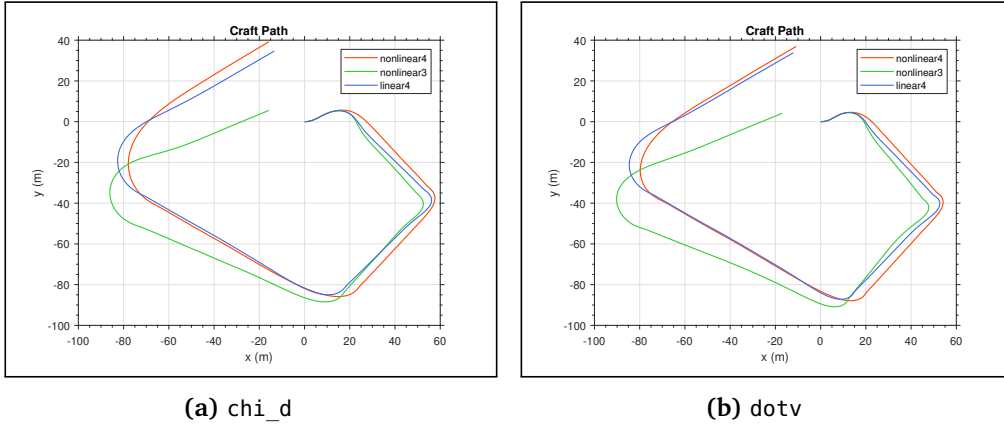 Craft Path
nonlinear4
nonlinear3
linear4
40
20
0
-20
-40
-60
-80
-100
y (m)
-120 -100 -80 -60 -40 -20 0 20 40 60
x (m)
(a) chi_d
Craft Path
nonlinear4
nonlinear3
linear4
40
20
0
-20
-40
-60
-80
-100
y (m)
-100 -80 -60 -40 -20 0 20 40 60
x (m)
(b) dotv